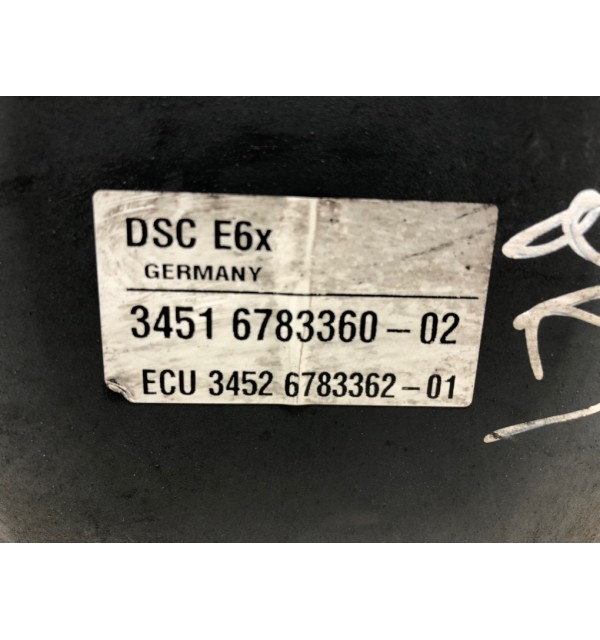 DSC E6x
GERMANY
3451 6783360-02
ECU 3452 6783362-01